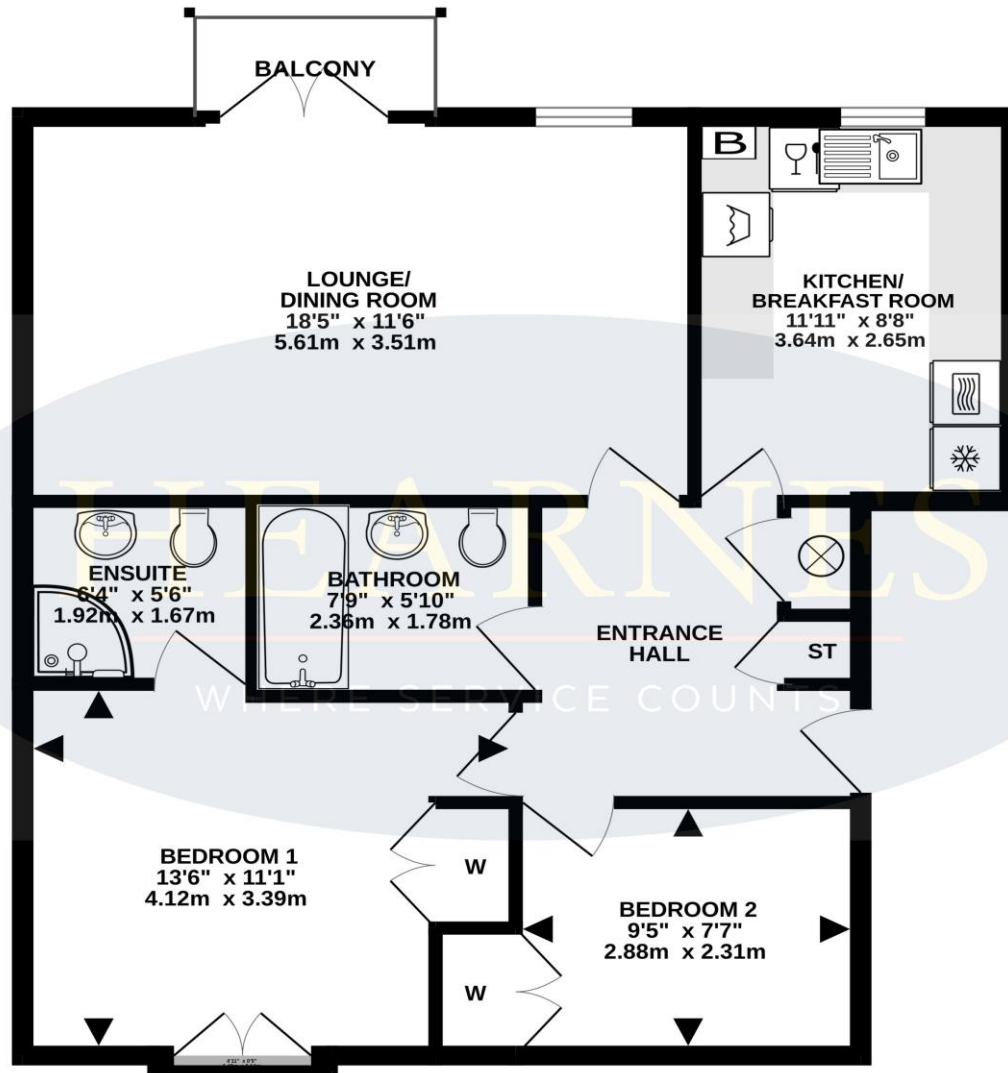 BALCONY
B
LOUNGE/
DINING ROOM
18'5" x 11'6"
5.61m x 3.51m
KITCHEN/
BREAKFAST ROOM
11'11" x 8'8"
3.64m x 2.65m
HEARNES
ENSUITE
6'4" x 5'6"
1.92m x 1.67m
BATHROOM
7'9" x 5'10"
2.36m x 1.78m
ENTRANCE
HALL
ST
WHERE SERVICE COUNTS
BEDROOM 1
13'6" x 11'1"
4.12m x 3.39m
W
BEDROOM 2
9'5" x 7'7"
2.88m x 2.31m
W